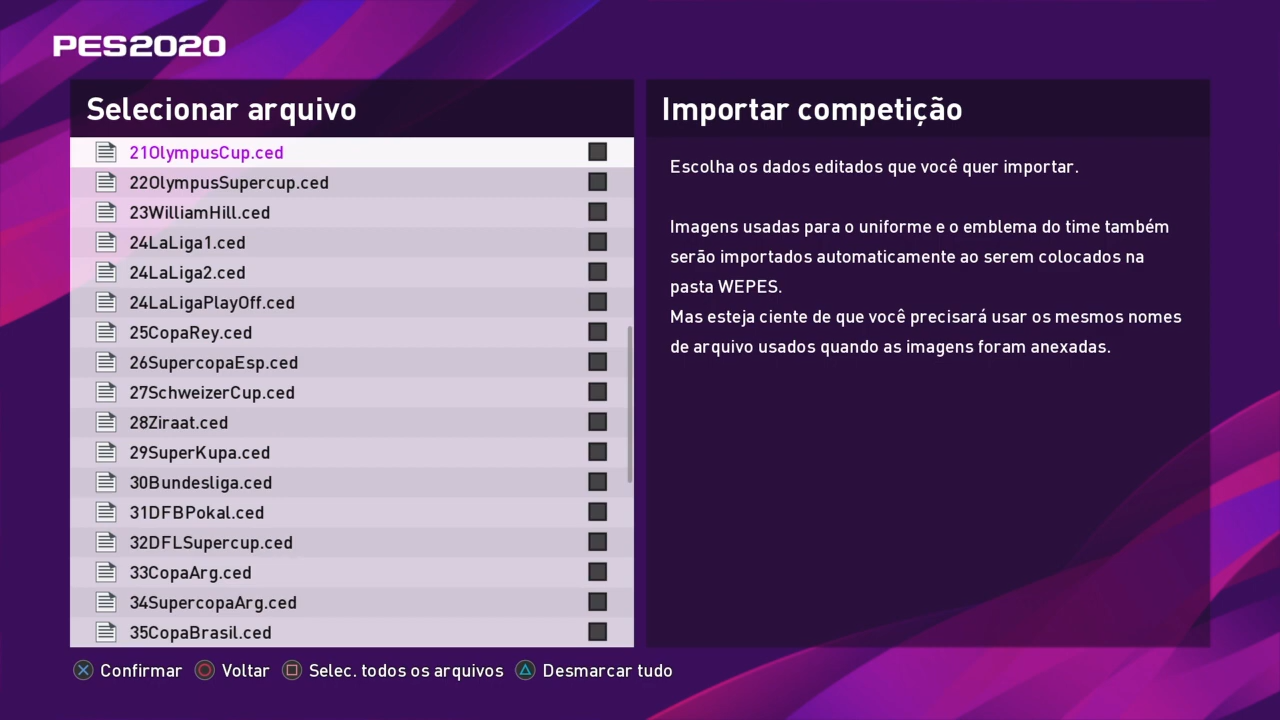 PES2020
Selecionar arquivo
21OlympusCup.ced
22OlympusSupercup.ced
23WilliamHill.ced
24LaLiga1.ced
24LaLiga2.ced
24LaLigaPlayOff.ced
25CopaRey.ced
26SupercopaEsp.ced
27SchweizerCup.ced
28Ziraat.ced
29SuperKupa.ced
30Bundesliga.ced
31DFBPokal.ced
32DFLSupercup.ced
33CopaArg.ced
34SupercopaArg.ced
35CopaBrasil.ced
Importar competição
Escolha os dados editados que você quer importar.
Imagens usadas para o uniforme e o emblema do time também
serão importados automaticamente ao serem colocados na
pasta WEPES.
Mas esteja ciente de que você precisará usar os mesmos nomes
de arquivo usados quando as imagens foram anexadas.
Confirmar Voltar Selec. todos os arquivos Desmarcar tudo